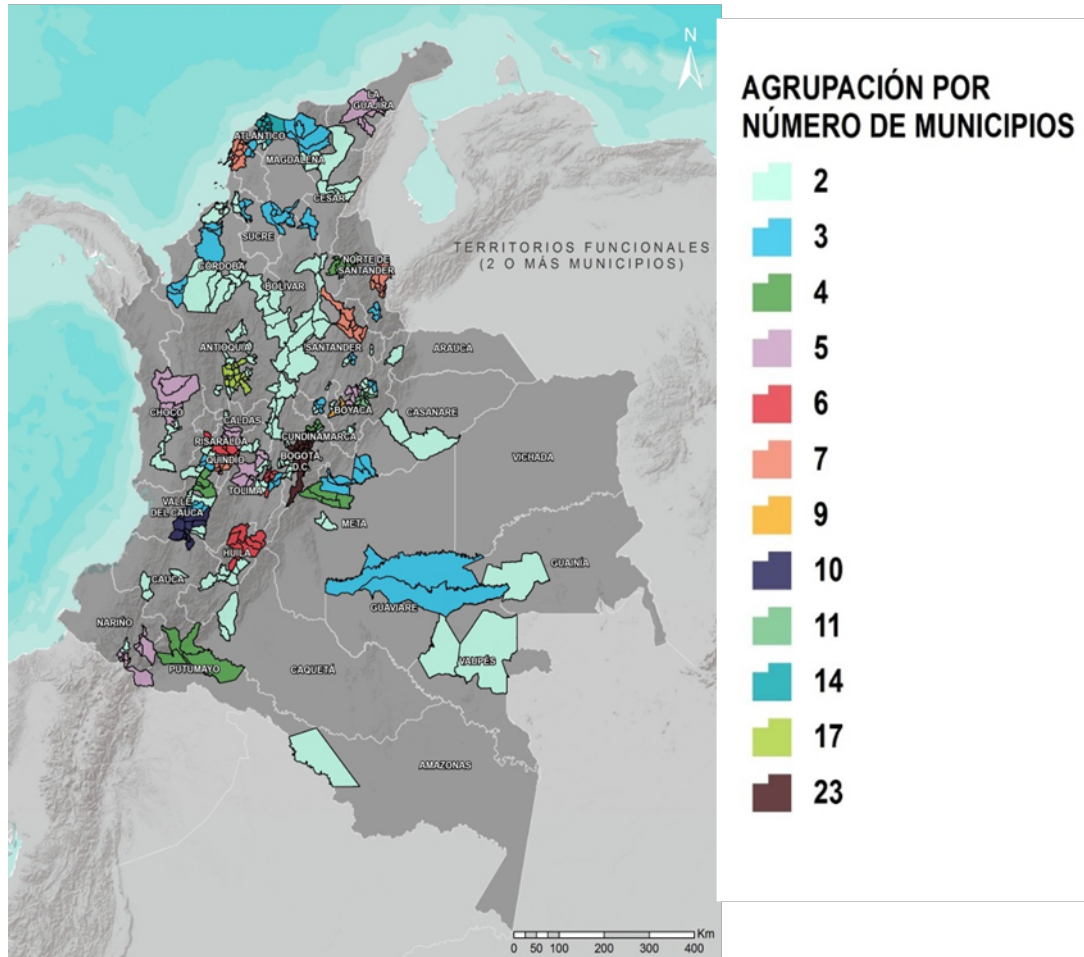 N
LA
GUAJIRA
ATLÁNTICO
MAGDALENA
CESAR
SUCRE
TERRITORIOS FUNCIONALES
(2 O MÁS MUNICIPIOS)
NORTE DE
SANTANDER
CÓRDOBA
BOLÍVAR
ANTIOQUIA
SANTANDER
ARAUCA
CHOCÓ
BOYACÁ
CASANARE
CALDAS
CUNDINAMARCA
RISARALDA
BOGOTÁ,
D.C.
QUINDÍO
VICHADA
TOLIMA
VALLE
DEL CAUCA
META
HUILA
GUAINÍA
CAUCA
GUAVIARE
NARIÑO
PUTUMAYO
CAQUETÁ
VAUPÉS
AMAZONAS
Km
0 50 100 200 300 400
AGRUPACIÓN POR
NÚMERO DE MUNICIPIOS
2
3
4
5
6
7
9
10
11
14
17
23